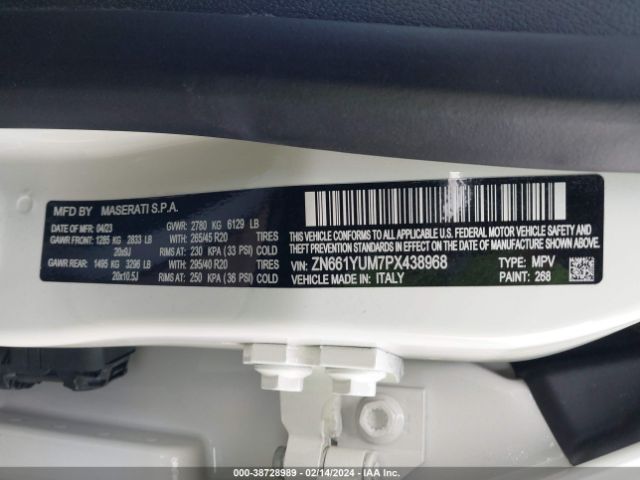 MFD BY MASERATI S.P.A.
DATE OF MFR: 04/23 GVWR: 2780 KG 6129 LB
GAWR FRONT: 1285 KG 2833 LB WITH 265/45 R20 TIRES
20x9J RIMS AT: 230 KPA (33 PSI) COLD
GAWR REAR: 1495 KG 3296 LB WITH 295/40 R20 TIRES
20x10.5J RIMS AT: 250 KPA (36 PSI) COLD
THIS VEHICLE CONFORMS TO ALL APPLICABLE U.S. FEDERAL MOTOR VEHICLE SAFETY
STANDARDS IN EFFECT ON THE DATE OF MANUFACTURE SHOWN ABOVE.
VIN: ZN661YUM7PX438968 TYPE: MPV
VEHICLE MADE IN: ITALY PAINT: 268
000-38728989 — 02/14/2024 — IAA Inc.